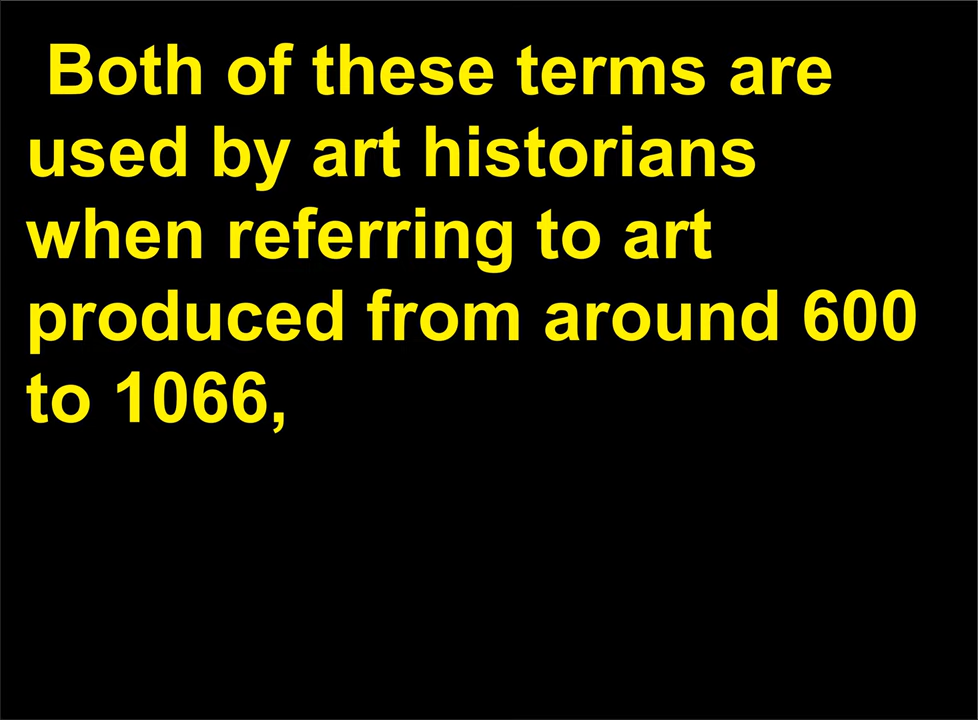 Both of these terms are
used by art historians
when referring to art
produced from around 600
to 1066,